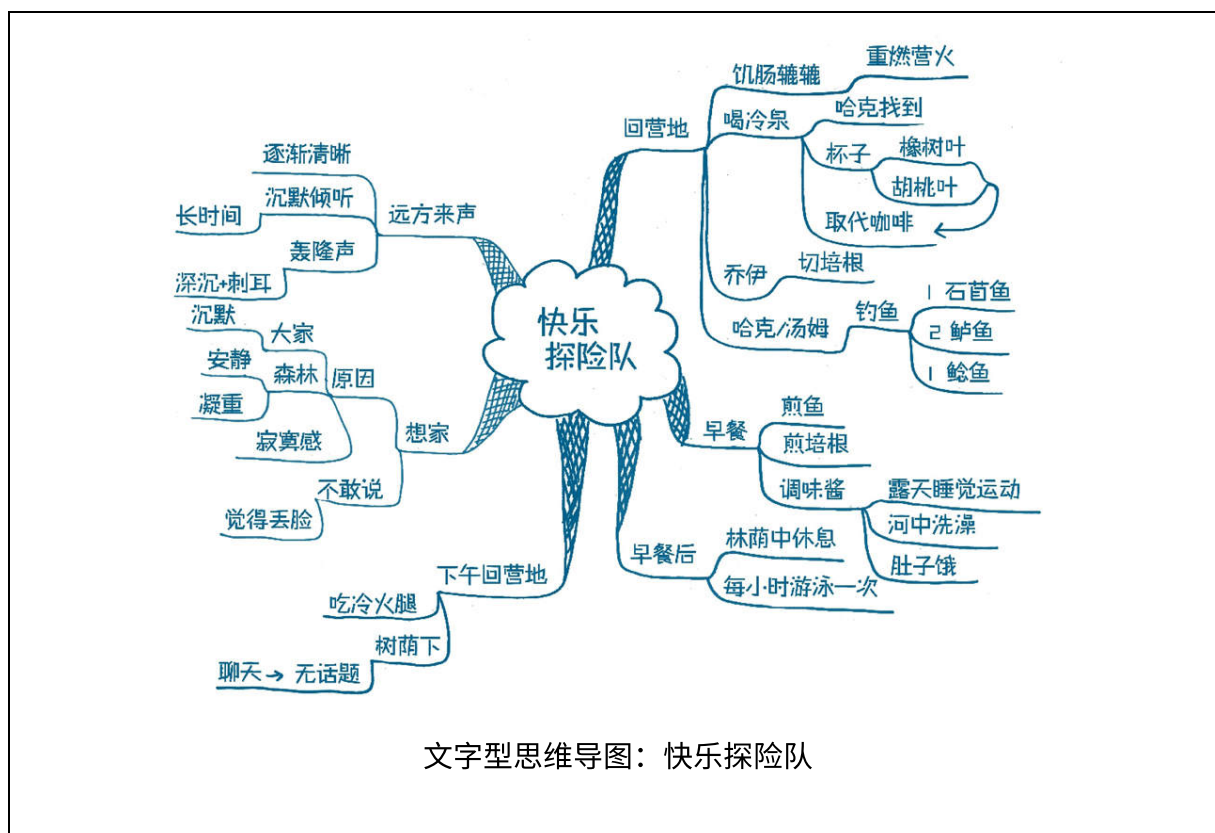 快乐
探险队
回营地
饥肠辘辘
重燃营火
喝冷泉
哈克找到
杯子
橡树叶
胡桃叶
取代咖啡
乔伊
切培根
哈克/汤姆
钓鱼
1 石首鱼
2 鲈鱼
1 鲶鱼
早餐
煎鱼
煎培根
调味酱
露天睡觉运动
河中洗澡
肚子饿
早餐后
林荫中休息
每小时游泳一次
下午回营地
吃冷火腿
树荫下
聊天→无话题
想家
原因
大家
沉默
森林
安静
凝重
寂寞感
不敢说
觉得丢脸
远方来声
逐渐清晰
沉默倾听
长时间
轰隆声
深沉+刺耳
文字型思维导图：快乐探险队